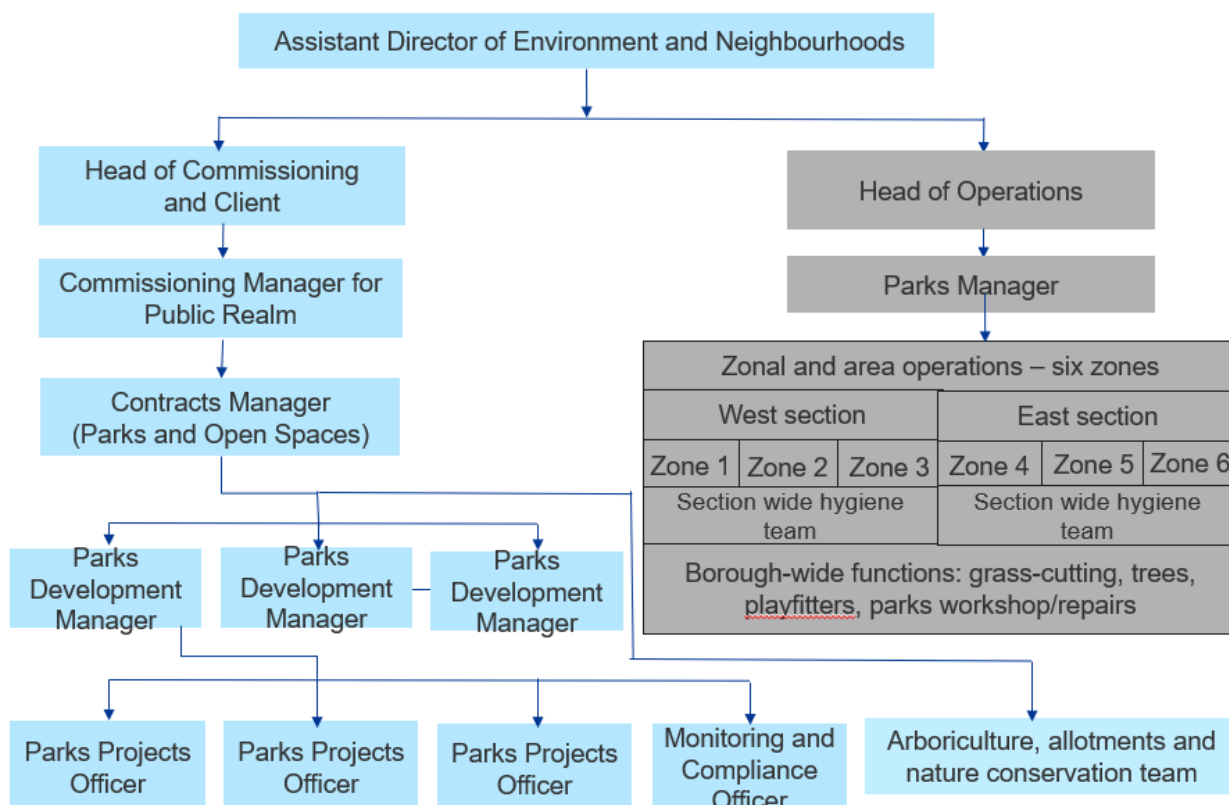 Assistant Director of Environment and Neighbourhoods
Head of Commissioning
and Client
Head of Operations
Commissioning Manager for
Public Realm
Parks Manager
Contracts Manager
(Parks and Open Spaces)
Zonal and area operations – six zones
West section
East section
Zone 1
Zone 2
Zone 3
Zone 4
Zone 5
Zone 6
Section wide hygiene
team
Section wide hygiene
team
Borough-wide functions: grass-cutting, trees,
playfitters, parks workshop/repairs
Parks
Development
Manager
Parks
Development
Manager
Parks
Development
Manager
Parks Projects
Officer
Parks Projects
Officer
Parks Projects
Officer
Monitoring and
Compliance
Officer
Arboriculture, allotments and
nature conservation team